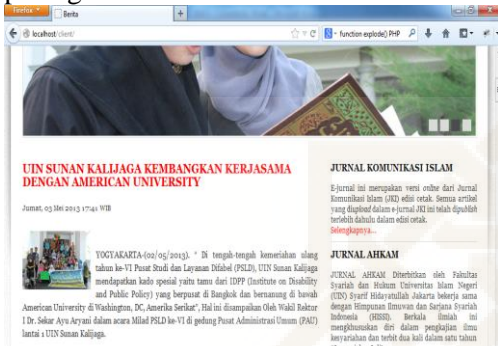 Firefox
Berita
+
localhost/client/
function explode() PHP
UIN SUNAN KALIJAGA KEMBANGKAN KERJASAMA
DENGAN AMERICAN UNIVERSITY
Jumat, 03 Mei 2013 17:41 WIB
YOGYAKARTA-(02/05/2013). " Di tengah-tengah kemeriahan ulang
tahun ke-VI Pusat Studi dan Layanan Difabel (PSLD), UIN Sunan Kalijaga
mendapatkan kado spesial yaitu tamu dari IDPP (Institute on Disability
and Public Policy) yang berpusat di Bangkok dan bernaung di bawah
American University di Washington, DC, Amerika Serikat", Hal ini disampaikan Oleh Wakil Rektor
I Dr. Sekar Ayu Aryani dalam acara Milad PSLD ke-VI di gedung Pusat Administrasi Umum (PAU)
lantai 1 UIN Sunan Kalijaga.
JURNAL KOMUNIKASI ISLAM
E-jurnal ini merupakan versi online dari Jurnal
Komunikasi Islam (JKI) edisi cetak. Semua artikel
yang diupload dalam e-jurnal JKI ini telah dipublish
terlebih dahulu dalam edisi cetak.
Selengkapnya...
JURNAL AHKAM
JURNAL AHKAM Diterbitkan oleh Fakultas
Syariah dan Hukum Universitas Islam Negeri
(UIN) Syarif Hidayatullah Jakarta bekerja sama
dengan Himpunan Ilmuwan dan Sarjana Syariah
Indonesia (HISSI). Berkala ilmiah ini
mengkhususkan diri dalam pengkajian ilmu
kesyariahan dan terbit dua kali dalam satu tahun